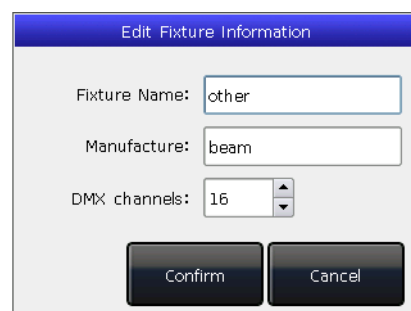 Edit Fixture Information
Fixture Name: other
Manufacture: beam
DMX channels: 16
Confirm Cancel